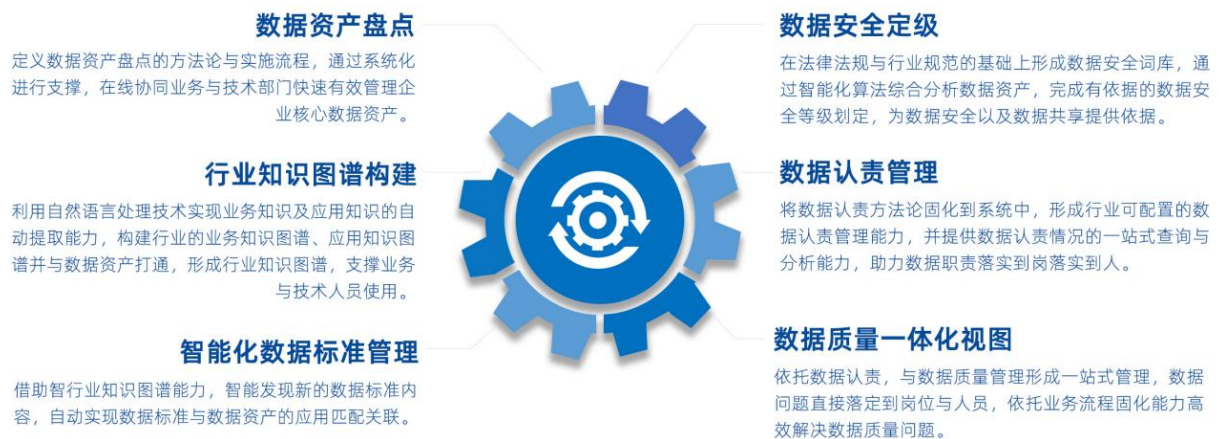 数据资产盘点
定义数据资产盘点的方法论与实施流程，通过系统化
进行支撑，在线协同业务与技术部门快速有效管理企
业核心数据资产。
行业知识图谱构建
利用自然语言处理技术实现业务知识及应用知识的自
动提取能力，构建行业的业务知识图谱、应用知识图
谱并与数据资产打通，形成行业知识图谱，支撑业务
与技术人员使用。
智能化数据标准管理
借助智行业知识图谱能力，智能发现新的数据标准内
容，自动实现数据标准与数据资产的应用匹配关联。
数据安全定级
在法律法规与行业规范的基础上形成数据安全词库，通
过智能化算法综合分析数据资产，完成有依据的数据安
全等级划定，为数据安全以及数据共享提供依据。
数据认责管理
将数据认责方法论固化到系统中，形成行业可配置的数
据认责管理能力，并提供数据认责情况的一站式查询与
分析能力，助力数据职责落实到岗落实到人。
数据质量一体化视图
依托数据认责，与数据质量管理形成一站式管理，数据
问题直接落定到岗位与人员，依托业务流程固化能力高
效解决数据质量问题。